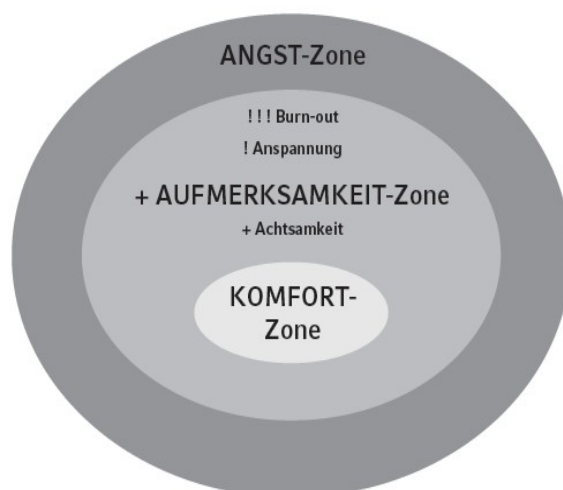 ANGST-Zone
! ! ! Burn-out
! Anspannung
+ AUFMERKSAMKEIT-Zone
+ Achtsamkeit
KOMFORT-
Zone